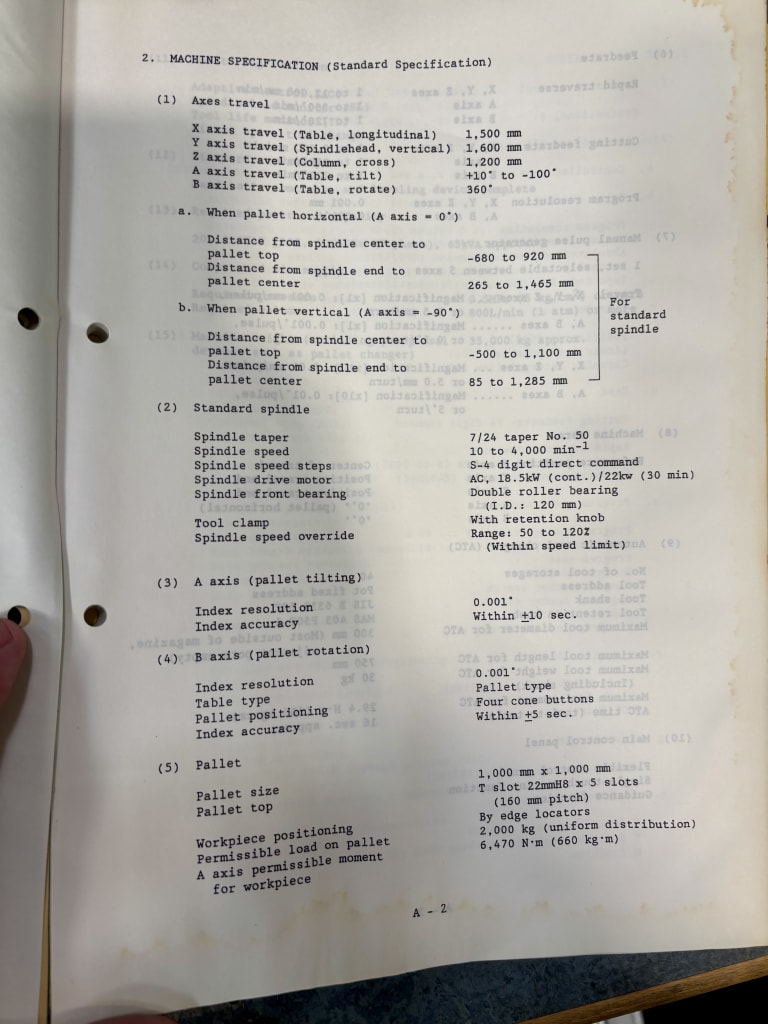 2. MACHINE SPECIFICATION (Standard Specification)
(1) Axes travel
X axis travel (Table, longitudinal) 1,500 mm
Y axis travel (Spindlehead, vertical) 1,600 mm
Z axis travel (Column, cross) 1,200 mm
A axis travel (Table, tilt) +10° to -100°
B axis travel (Table, rotate) 360°
a. When pallet horizontal (A axis = 0°)
Distance from spindle center to
pallet top -680 to 920 mm
Distance from spindle end to
pallet center 265 to 1,465 mm
b. When pallet vertical (A axis = -90°)
For
standard
spindle
Distance from spindle center to
pallet top -500 to 1,100 mm
Distance from spindle end to
pallet center 85 to 1,285 mm
(2) Standard spindle
Spindle taper 7/24 taper No. 50
Spindle speed 10 to 4,000 min-1
Spindle speed steps S-4 digit direct command
Spindle drive motor AC, 18.5kW (cont.)/22kw (30 min)
Spindle front bearing Double roller bearing
(I.D.: 120 mm)
Tool clamp With retention knob
Spindle speed override Range: 50 to 120%
(Within speed limit)
(3) A axis (pallet tilting)
Index resolution 0.001°
Index accuracy Within ±10 sec.
(4) B axis (pallet rotation)
Index resolution 0.001°
Table type Pallet type
Pallet positioning Four cone buttons
Index accuracy Within ±5 sec.
(5) Pallet
Pallet size 1,000 mm x 1,000 mm
Pallet top T slot 22mmH8 x 5 slots
(160 mm pitch)
Workpiece positioning By edge locators
Permissible load on pallet 2,000 kg (uniform distribution)
A axis permissible moment 6,470 N·m (660 kg·m)
for workpiece
A - 2